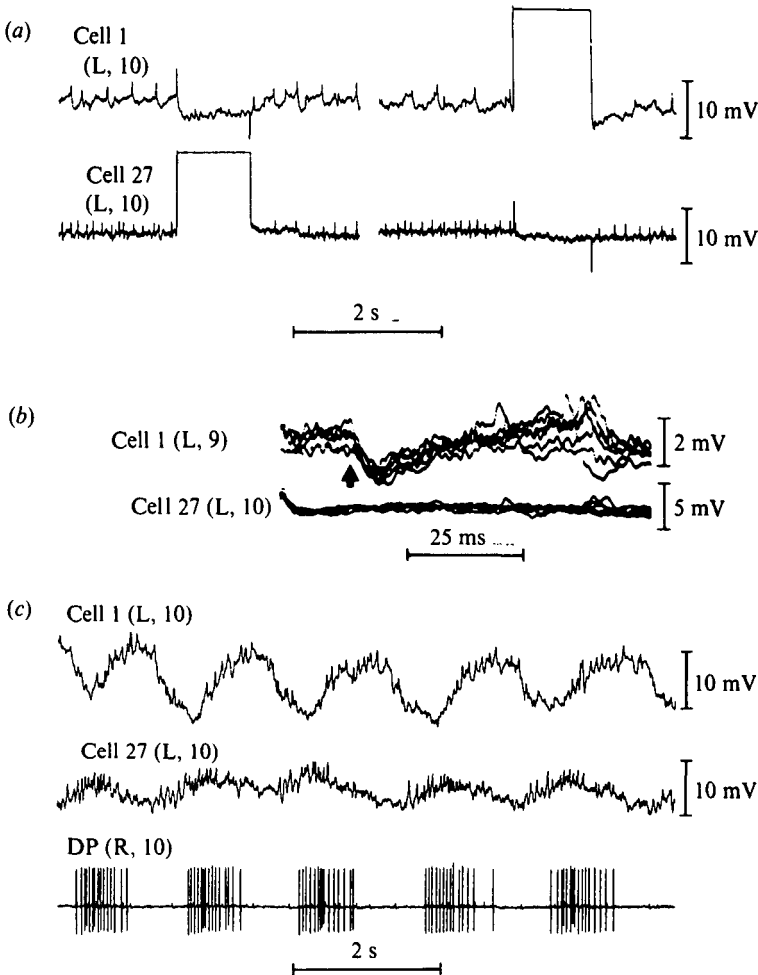 (a)
Cell 1
(L, 10)
10 mV
Cell 27
(L, 10)
10 mV
2 s
(b)
Cell 1 (L, 9)
2 mV
Cell 27 (L, 10)
5 mV
25 ms
(c)
Cell 1 (L, 10)
10 mV
Cell 27 (L, 10)
10 mV
DP (R, 10)
2 s